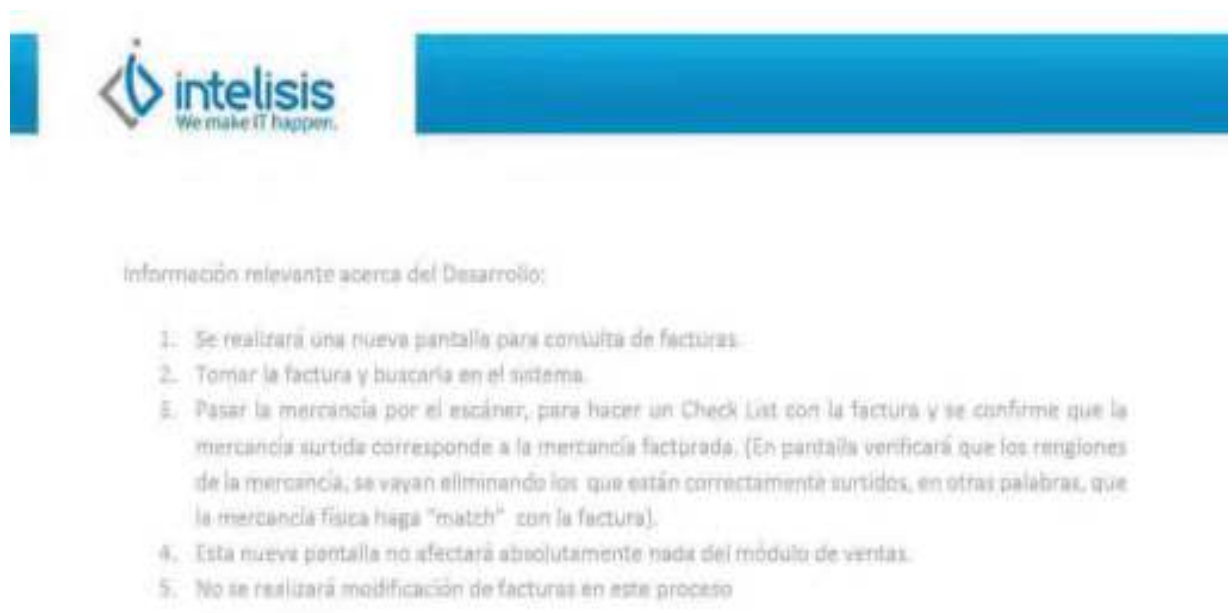 intelisis
We make IT happen.
Información relevante acerca del Desarrollo:
1. Se realizará una nueva pantalla para consulta de facturas.
2. Tomar la factura y buscarla en el sistema.
3. Pasar la mercancía por el escáner, para hacer un Check List con la factura y se confirme que la
mercancía surtida corresponde a la mercancía facturada. (En pantalla verificará que los renglones
de la mercancía, se vayan eliminando los que están correctamente surtidos, en otras palabras, que
la mercancía física haga "match" con la factura).
4. Esta nueva pantalla no afectará absolutamente nada del módulo de ventas.
5. No se realizará modificación de facturas en este proceso